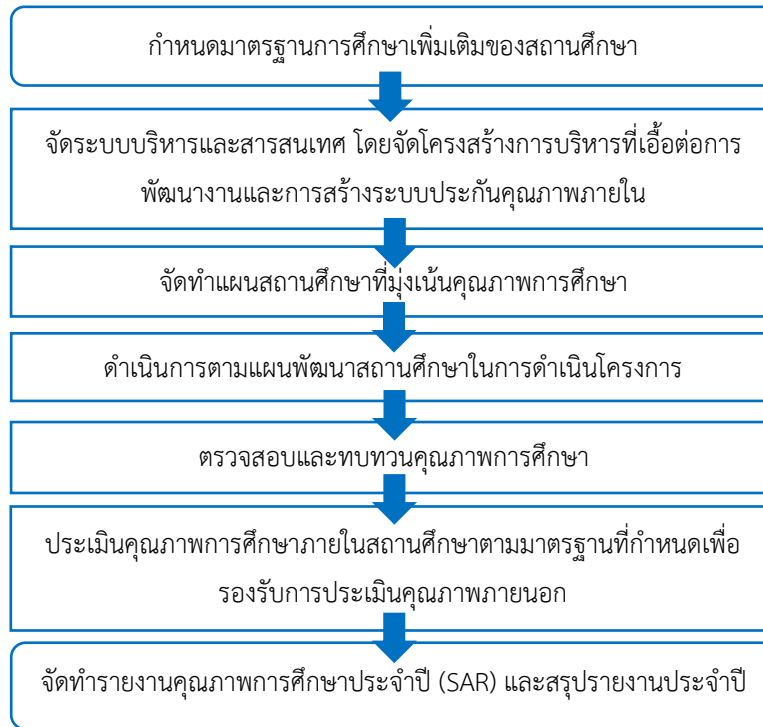 กำหนดมาตรฐานการศึกษาเพิ่มเติมของสถานศึกษา
จัดระบบบริหารและสารสนเทศ โดยจัดโครงสร้างการบริหารที่เอื้อต่อการ
พัฒนางานและการสร้างระบบประกันคุณภาพภายใน
จัดทำแผนสถานศึกษาที่มุ่งเน้นคุณภาพการศึกษา
ดำเนินการตามแผนพัฒนาสถานศึกษาในการดำเนินโครงการ
ตรวจสอบและทบทวนคุณภาพการศึกษา
ประเมินคุณภาพการศึกษาภายในสถานศึกษาตามมาตรฐานที่กำหนดเพื่อ
รองรับการประเมินคุณภาพภายนอก
จัดทำรายงานคุณภาพการศึกษาประจำปี (SAR) และสรุปรายงานประจำปี